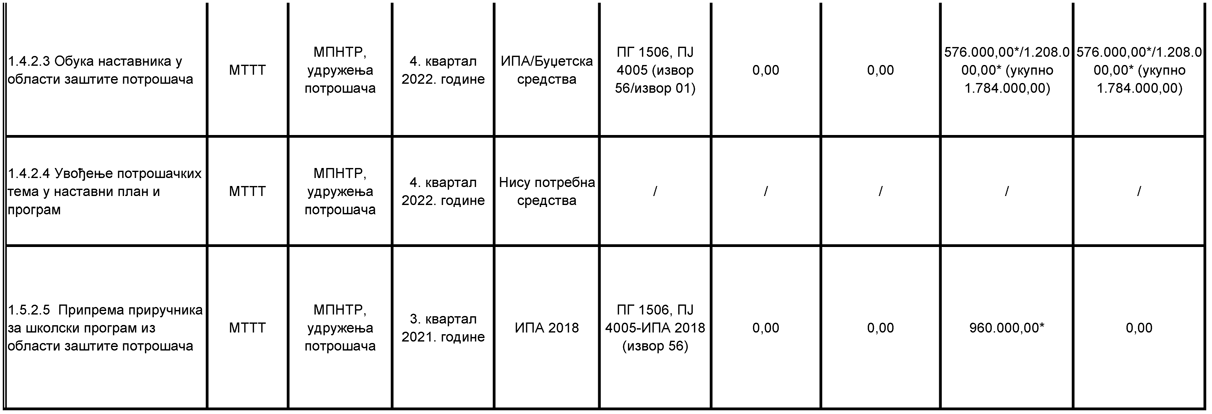 1.4.2.3 Обука наставника у
области заштите потрошача
МТТТ
МПНТР,
удружења
потрошача
4. квартал
2022. године
ИПА/Буџетска
средства
ПГ 1506, ПЈ
4005 (извор
56/извор 01)
0,00
0,00
576.000,00*/1.208.0
00,00* (укупно
1.784.000,00)
576.000,00*/1.208.0
00,00* (укупно
1.784.000,00)
1.4.2.4 Увођење потрошачких
тема у наставни план и
програм
МТТТ
МПНТР,
удружења
потрошача
4. квартал
2022. године
Нису потребна
средства
/
/
/
/
/
1.5.2.5 Припрема приручника
за школски програм из
области заштите потрошача
МТТТ
МПНТР,
удружења
потрошача
3. квартал
2021. године
ИПА 2018
ПГ 1506, ПЈ
4005-ИПА 2018
(извор 56)
0,00
0,00
960.000,00*
0,00